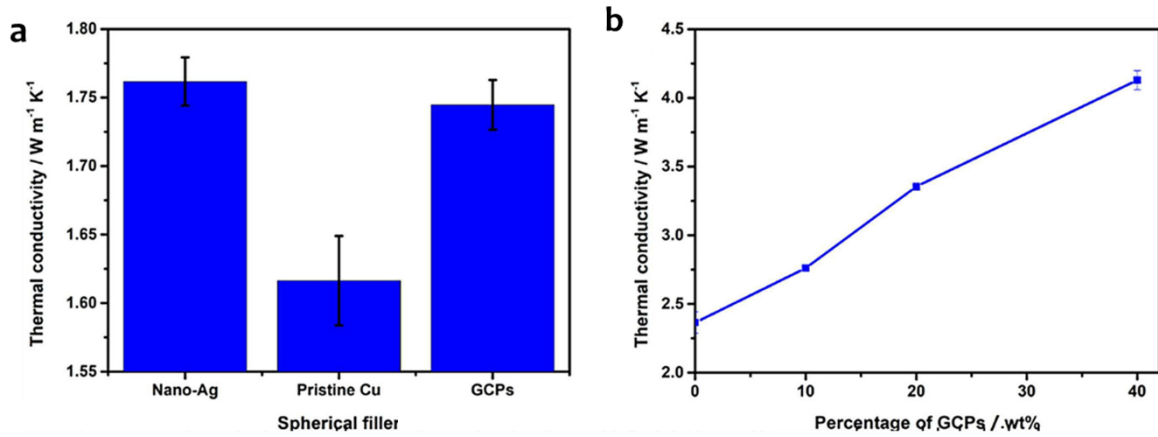 a
Thermal conductivity / W m⁻¹ K⁻¹
1.80
1.75
1.70
1.65
1.60
1.55
Nano-Ag
Pristine Cu
GCPs
Spherical filler
b
Thermal conductivity / W m⁻¹ K⁻¹
4.5
4.0
3.5
3.0
2.5
2.0
0
10
20
30
40
Percentage of GCPs / wt%